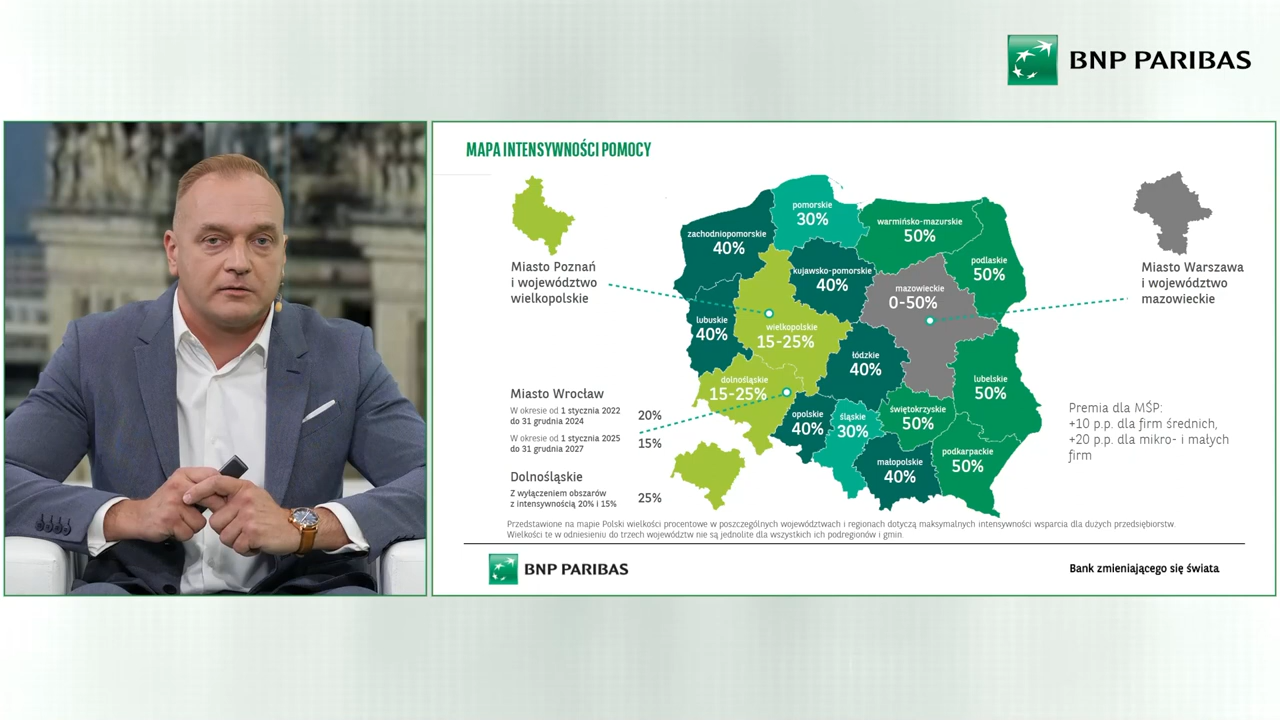 BNP PARIBAS
MAPA INTENSYWNOŚCI POMOCY
Miasto Poznań
i województwo
wielkopolskie
Miasto Wrocław
W okresie od 1 stycznia 2022
do 31 grudnia 2024
20%
W okresie od 1 stycznia 2025
do 31 grudnia 2027
15%
Dolnośląskie
Z wyłączeniem obszarów
z intensywnością 20% i 15%
25%
zachodniopomorskie
40%
pomorskie
30%
warmińsko-mazurskie
50%
podlaskie
50%
kujawsko-pomorskie
40%
mazowieckie
0-50%
lubuskie
40%
wielkopolskie
15-25%
łódzkie
40%
dolnośląskie
15-25%
lubelskie
50%
opolskie
40%
śląskie
30%
świętokrzyskie
50%
małopolskie
40%
podkarpackie
50%
Miasto Warszawa
i województwo
mazowieckie
Premia dla MŚP:
+10 p.p. dla firm średnich,
+20 p.p. dla mikro- i małych
firm
Przedstawione na mapie Polski wielkości procentowe w poszczególnych województwach i regionach dotyczą maksymalnych intensywności wsparcia dla dużych przedsiębiorstw.
Wielkości te w odniesieniu do trzech województw nie są jednolite dla wszystkich ich podregionów i gmin.
BNP PARIBAS
Bank zmieniającego się świata